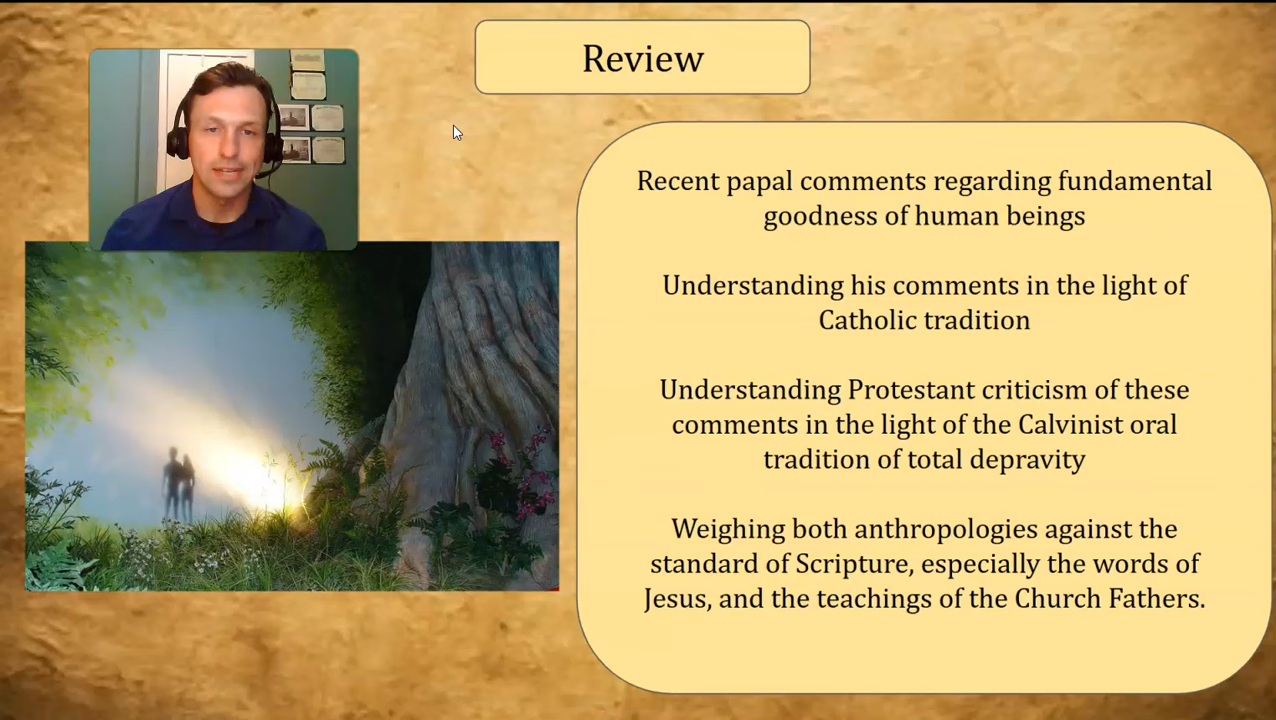 Review
Recent papal comments regarding fundamental
goodness of human beings
Understanding his comments in the light of
Catholic tradition
Understanding Protestant criticism of these
comments in the light of the Calvinist oral
tradition of total depravity
Weighing both anthropologies against the
standard of Scripture, especially the words of
Jesus, and the teachings of the Church Fathers.